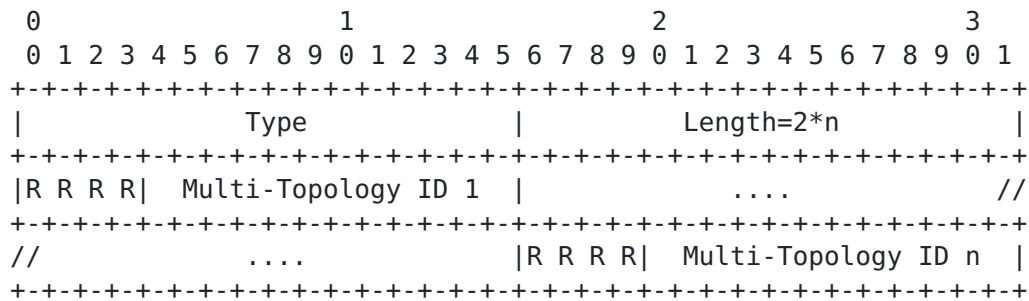 0                   1                   2                   3
 0 1 2 3 4 5 6 7 8 9 0 1 2 3 4 5 6 7 8 9 0 1 2 3 4 5 6 7 8 9 0 1
+-+-+-+-+-+-+-+-+-+-+-+-+-+-+-+-+-+-+-+-+-+-+-+-+-+-+-+-+-+-+-+-+
|              Type             |          Length=2*n           |
+-+-+-+-+-+-+-+-+-+-+-+-+-+-+-+-+-+-+-+-+-+-+-+-+-+-+-+-+-+-+-+-+
|R R R R|  Multi-Topology ID 1  |             ....             //
+-+-+-+-+-+-+-+-+-+-+-+-+-+-+-+-+-+-+-+-+-+-+-+-+-+-+-+-+-+-+-+-+
//             ....             |R R R R|  Multi-Topology ID n  |
+-+-+-+-+-+-+-+-+-+-+-+-+-+-+-+-+-+-+-+-+-+-+-+-+-+-+-+-+-+-+-+-+